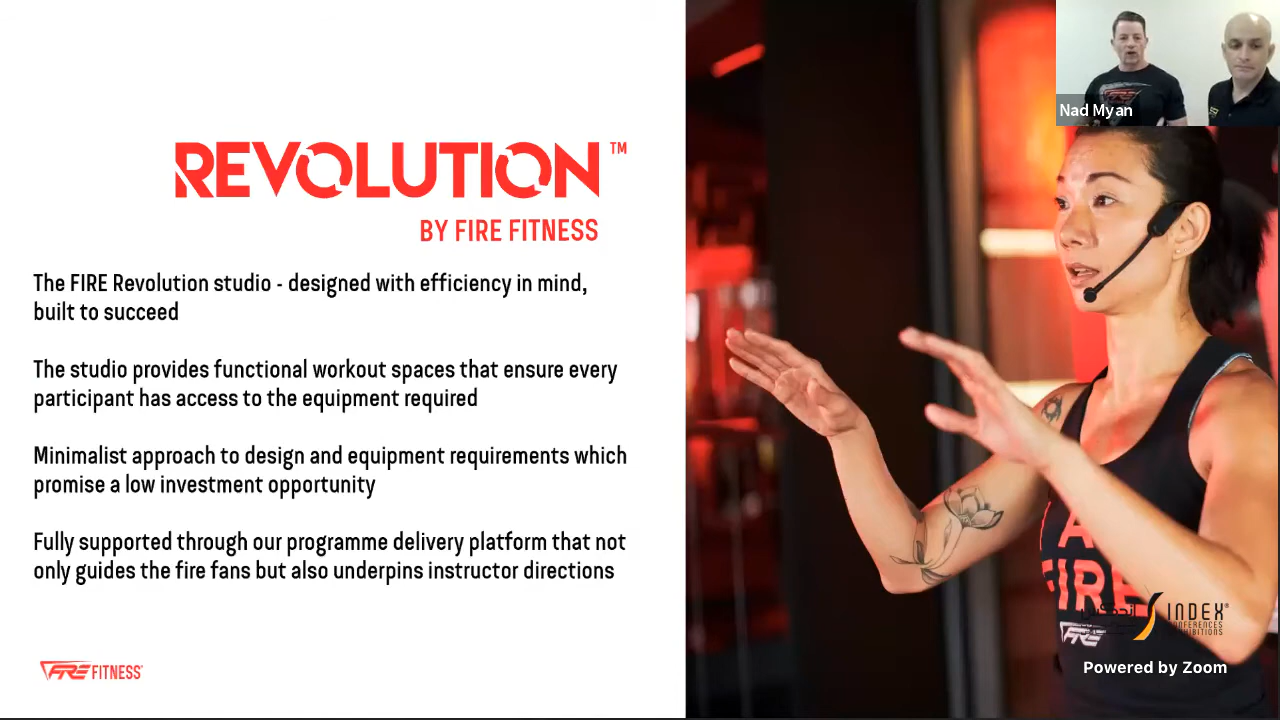 REVOLUTION™
BY FIRE FITNESS
The FIRE Revolution studio - designed with efficiency in mind,
built to succeed
The studio provides functional workout spaces that ensure every
participant has access to the equipment required
Minimalist approach to design and equipment requirements which
promise a low investment opportunity
Fully supported through our programme delivery platform that not
only guides the fire fans but also underpins instructor directions
FIRE FITNESS
Nad Myan
FIRE
FIRE
INDEX
CONFERENCES
Powered by Zoom